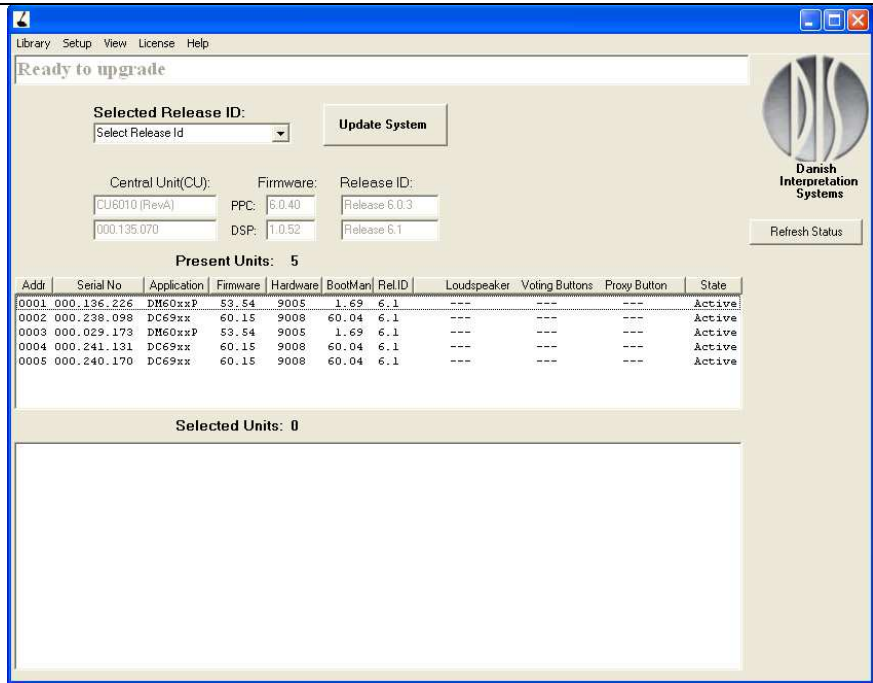 Library Setup View License Help
Ready to upgrade
Selected Release ID:
Select Release Id
Update System
DIS
Danish
Interpretation
Systems
Central Unit(CU): Firmware: Release ID:
CU6010 (RevA) PPC: 6.0.40 Release 6.0.3
000.135.070 DSP: 1.0.52 Release 6.1
Refresh Status
Present Units: 5
Addr Serial No Application Firmware Hardware BootMan Rel.ID Loudspeaker Voting Buttons Proxy Button State
0001 000.136.226 DM60xxP 53.54 9005 1.69 6.1 --- --- --- Active
0002 000.238.098 DC69xx 60.15 9008 60.04 6.1 --- --- --- Active
0003 000.029.173 DM60xxP 53.54 9005 1.69 6.1 --- --- --- Active
0004 000.241.131 DC69xx 60.15 9008 60.04 6.1 --- --- --- Active
0005 000.240.170 DC69xx 60.15 9008 60.04 6.1 --- --- --- Active
Selected Units: 0